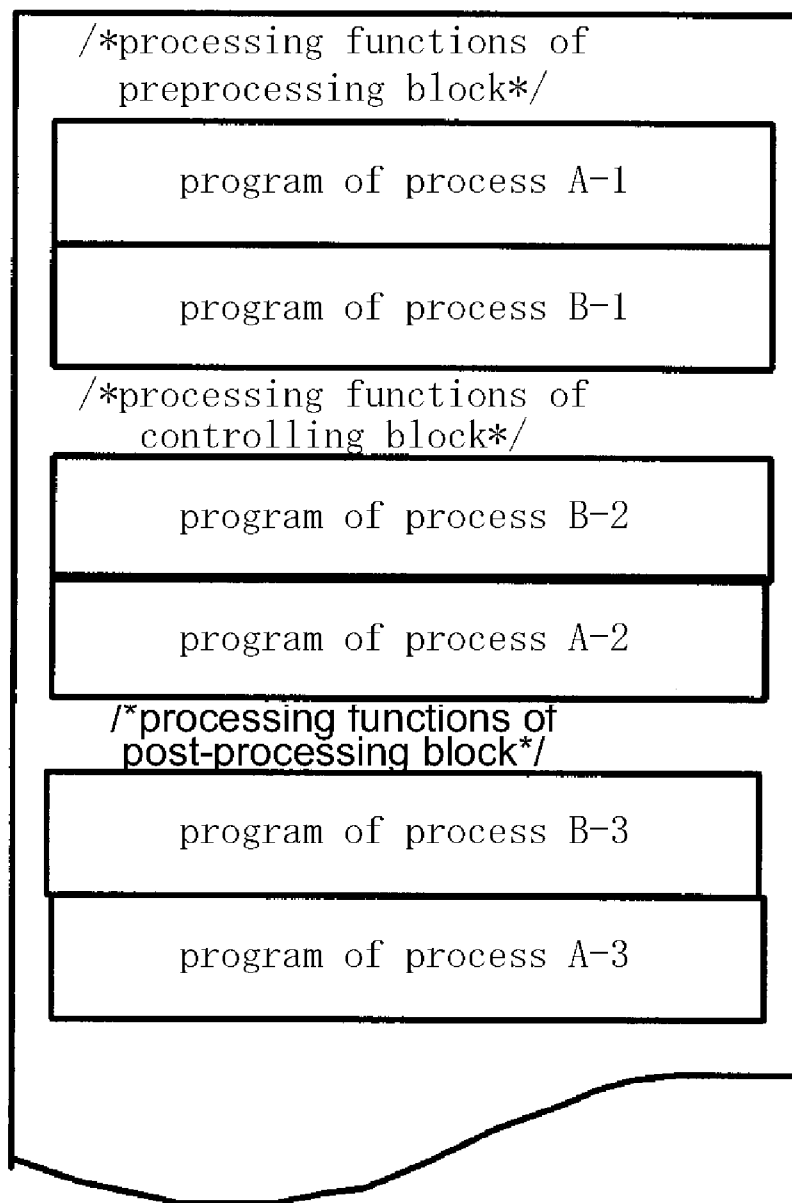 /*processing functions of
preprocessing block*/
program of process A-1
program of process B-1
/*processing functions of
controlling block*/
program of process B-2
program of process A-2
/*processing functions of
post-processing block*/
program of process B-3
program of process A-3